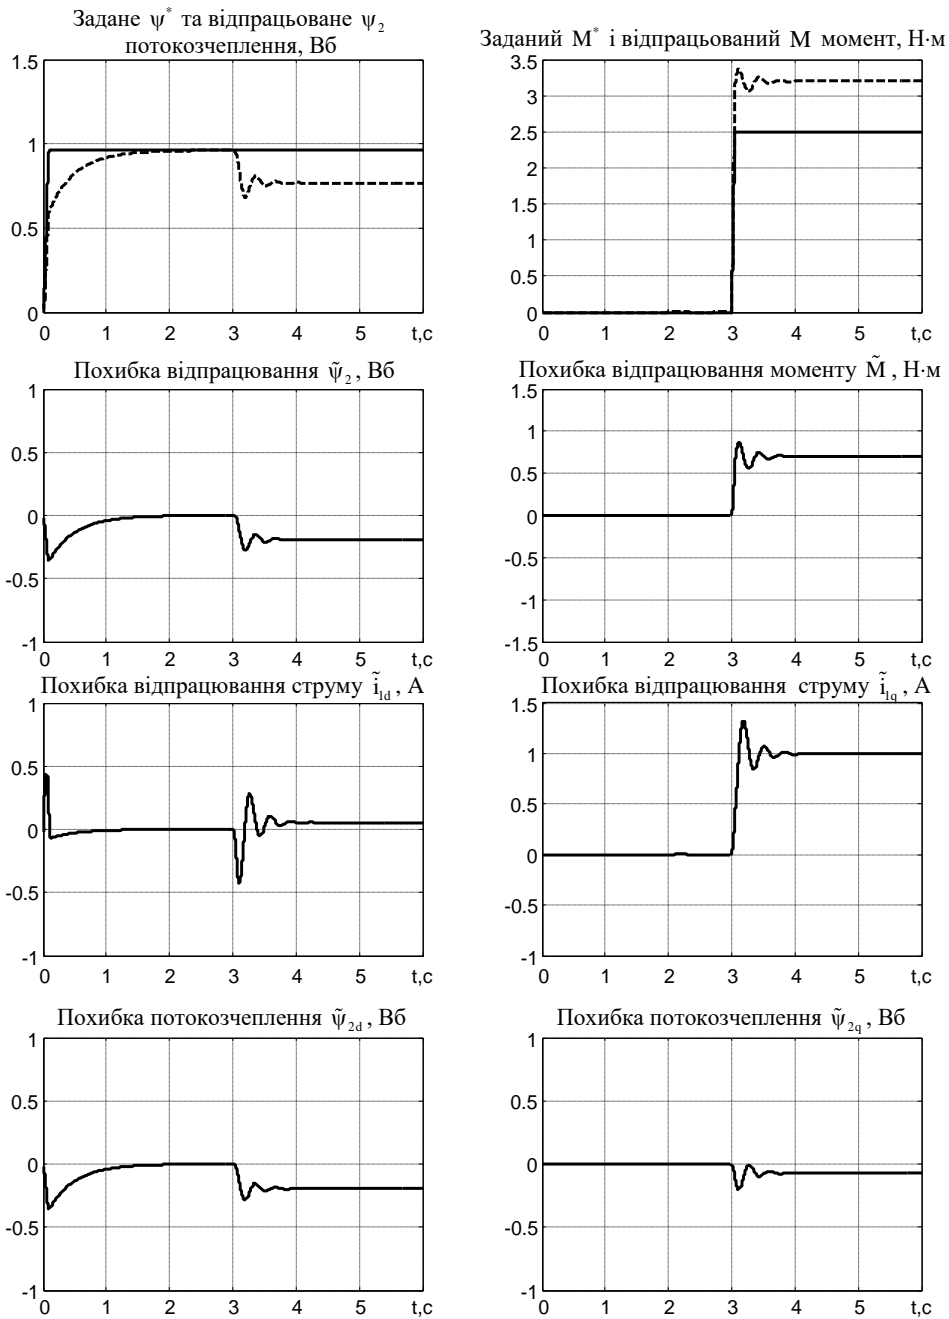 Задане ψ* та відпрацьоване ψ₂
потокозчеплення, Вб
1.5
1
0.5
0
0 1 2 3 4 5 t,с
Заданий M* і відпрацьований M момент, Н·м
3.5
3
2.5
2
1.5
1
0.5
0
0 1 2 3 4 5 t,с
Похибка відпрацювання ψ̃₂, Вб
1
0.5
0
-0.5
-1
0 1 2 3 4 5 t,с
Похибка відпрацювання моменту M̃, Н·м
1.5
1
0.5
0
-0.5
-1
-1.5
0 1 2 3 4 5 t,с
Похибка відпрацювання струму ĩ1d, А
1
0.5
0
-0.5
-1
0 1 2 3 4 5 t,с
Похибка відпрацювання струму ĩ1q, А
1.5
1
0.5
0
-0.5
-1
0 1 2 3 4 5 t,с
Похибка потокозчеплення ψ̃2d, Вб
1
0.5
0
-0.5
-1
0 1 2 3 4 5 t,с
Похибка потокозчеплення ψ̃2q, Вб
1
0.5
0
-0.5
-1
0 1 2 3 4 5 t,с